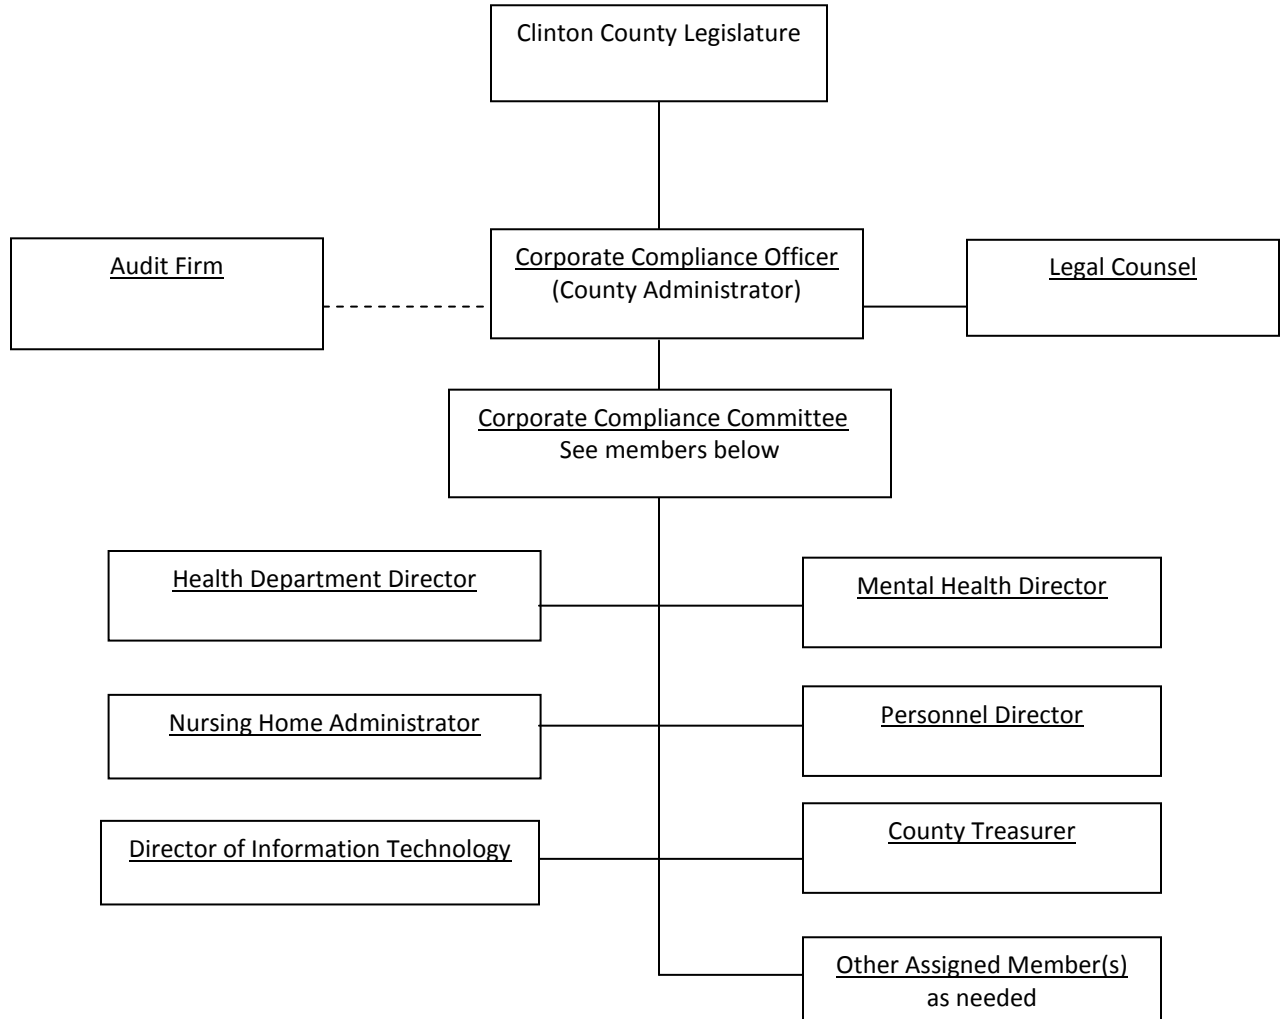 Clinton County Legislature
Audit Firm
Corporate Compliance Officer
(County Administrator)
Legal Counsel
Corporate Compliance Committee
See members below
Health Department Director
Mental Health Director
Nursing Home Administrator
Personnel Director
Director of Information Technology
County Treasurer
Other Assigned Member(s)
as needed